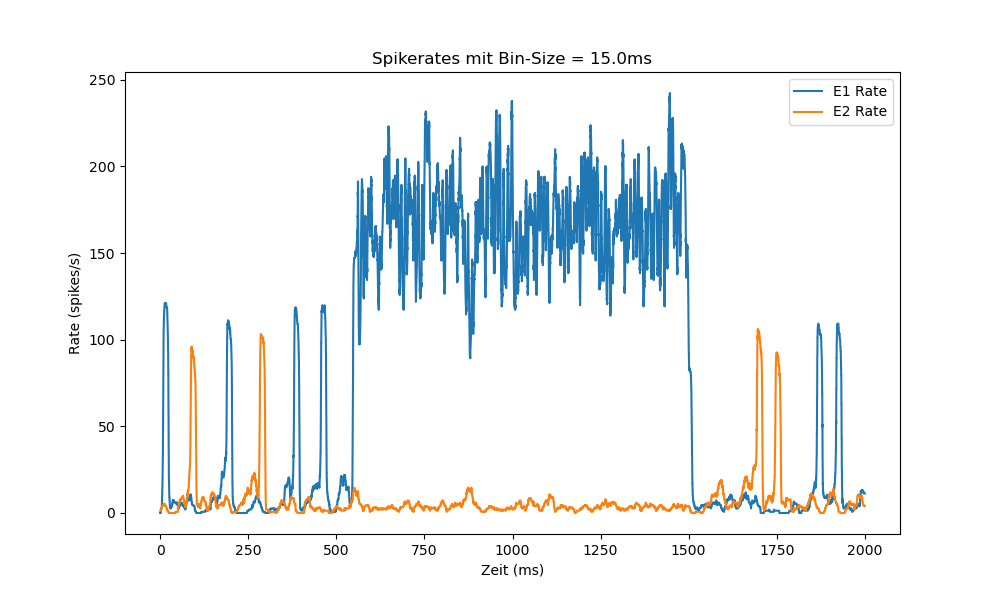 Spikerates mit Bin-Size = 15.0ms
E1 Rate
E2 Rate
250
200
150
100
50
0
Rate (spikes/s)
0 250 500 750 1000 1250 1500 1750 2000
Zeit (ms)